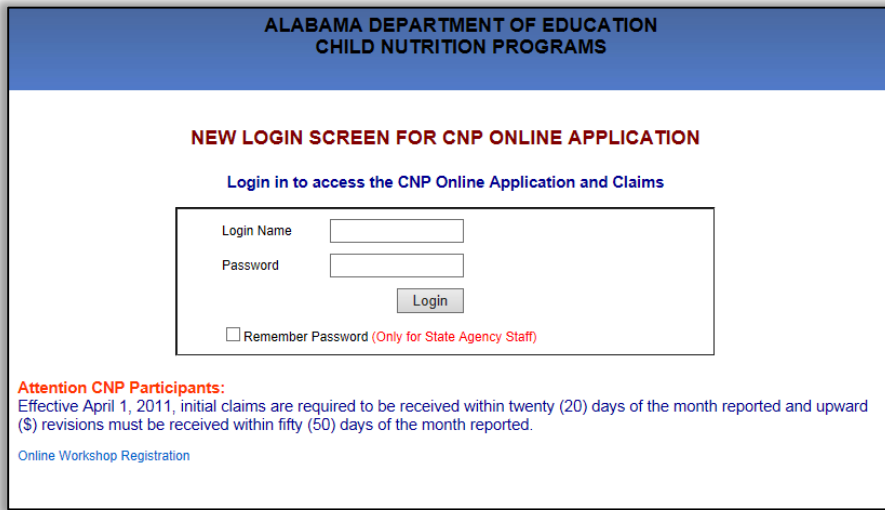 ALABAMA DEPARTMENT OF EDUCATION
CHILD NUTRITION PROGRAMS
NEW LOGIN SCREEN FOR CNP ONLINE APPLICATION
Login in to access the CNP Online Application and Claims
Login Name
Password
Login
Remember Password (Only for State Agency Staff)
Attention CNP Participants:
Effective April 1, 2011, initial claims are required to be received within twenty (20) days of the month reported and upward
($) revisions must be received within fifty (50) days of the month reported.
Online Workshop Registration